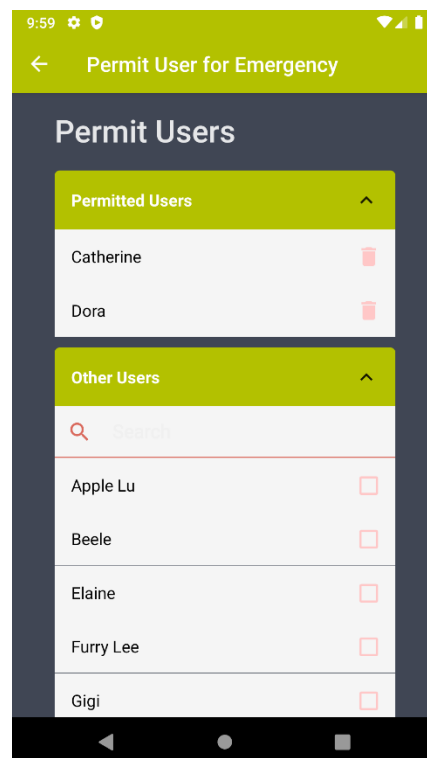 9:59
Permit User for Emergency
Permit Users
Permitted Users
Catherine
Dora
Other Users
Search
Apple Lu
Beele
Elaine
Furry Lee
Gigi